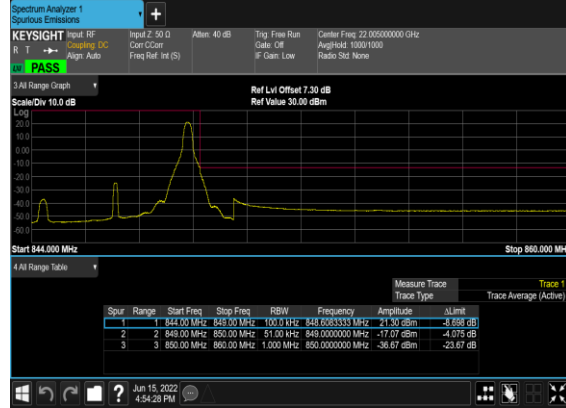 Spectrum Analyzer 1
Spurious Emissions
+
KEYSIGHT Input: RF Input Z: 50 Ω Atten: 40 dB Trig: Free Run Center Freq: 22.005000000 GHz
R T Coupling: DC Corr CCorr Gate: Off Avg|Hold: 1000/1000
Align: Auto Freq Ref: Int (S) IF Gain: Low Radio Std: None
PASS
3 All Range Graph
Ref Lvl Offset 7.30 dB
Scale/Div 10.0 dB Ref Value 30.00 dBm
Log
20.0
10.0
0.00
-10.0
-20.0
-30.0
-40.0
-50.0
-60.0
Start 844.000 MHz Stop 860.000 MH
4 All Range Table
Measure Trace Trace 1
Trace Type Trace Average (Active)
Spur Range Start Freq Stop Freq RBW Frequency Amplitude ΔLimit
1 1 844.00 MHz 849.00 MHz 100.0 kHz 848.6083333 MHz 21.30 dBm -8.698 dB
2 2 849.00 MHz 850.00 MHz 51.00 kHz 849.0000000 MHz -17.07 dBm -4.075 dB
3 3 850.00 MHz 860.00 MHz 1.000 MHz 850.0000000 MHz -36.67 dBm -23.67 dB
? Jun 15, 2022
4:54:28 PM